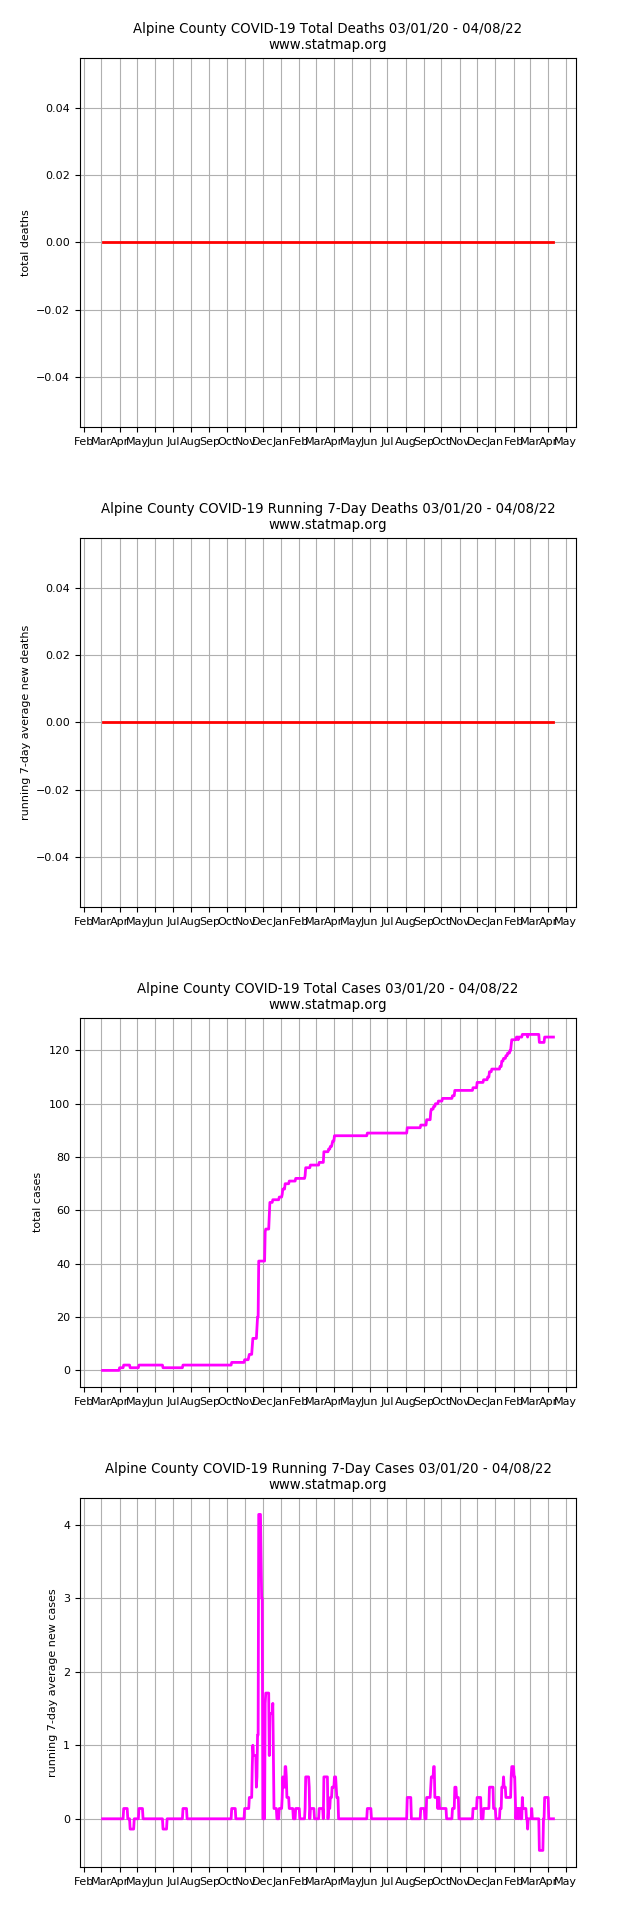 Alpine County COVID-19 Total Deaths 03/01/20 - 04/08/22
www.statmap.org
total deaths
0.04
0.02
0.00
−0.02
−0.04
Feb Mar Apr May Jun Jul Aug Sep Oct Nov Dec Jan Feb Mar Apr May Jun Jul Aug Sep Oct Nov Dec Jan Feb Mar Apr May
Alpine County COVID-19 Running 7-Day Deaths 03/01/20 - 04/08/22
www.statmap.org
running 7-day average new deaths
0.04
0.02
0.00
−0.02
−0.04
Feb Mar Apr May Jun Jul Aug Sep Oct Nov Dec Jan Feb Mar Apr May Jun Jul Aug Sep Oct Nov Dec Jan Feb Mar Apr May
Alpine County COVID-19 Total Cases 03/01/20 - 04/08/22
www.statmap.org
total cases
120
100
80
60
40
20
0
Feb Mar Apr May Jun Jul Aug Sep Oct Nov Dec Jan Feb Mar Apr May Jun Jul Aug Sep Oct Nov Dec Jan Feb Mar Apr May
Alpine County COVID-19 Running 7-Day Cases 03/01/20 - 04/08/22
www.statmap.org
running 7-day average new cases
4
3
2
1
0
Feb Mar Apr May Jun Jul Aug Sep Oct Nov Dec Jan Feb Mar Apr May Jun Jul Aug Sep Oct Nov Dec Jan Feb Mar Apr May